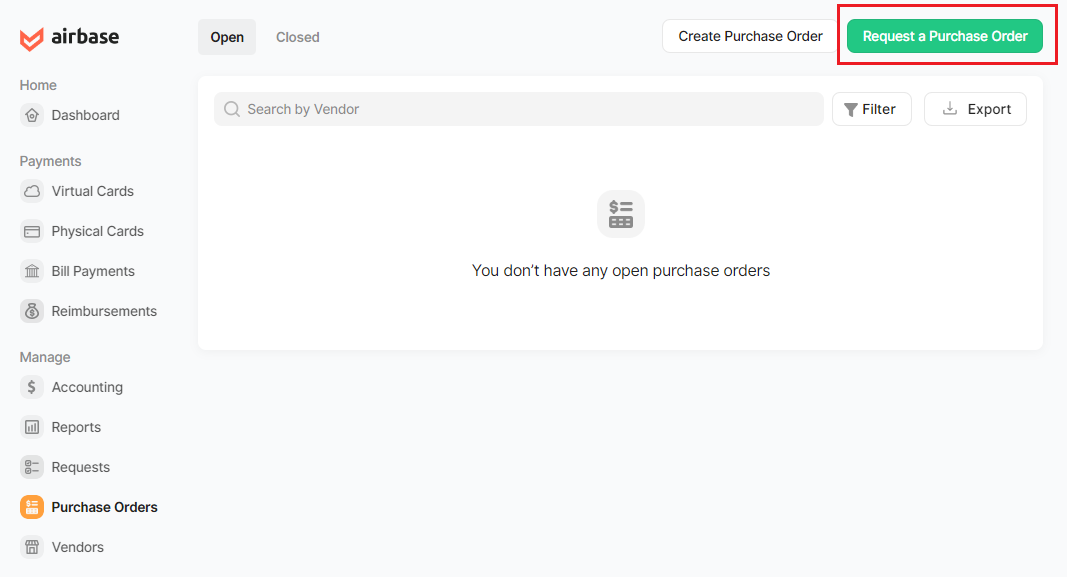 airbase
Home
Dashboard
Payments
Virtual Cards
Physical Cards
Bill Payments
Reimbursements
Manage
$ Accounting
Reports
Requests
Purchase Orders
Vendors
Open Closed Create Purchase Order Request a Purchase Order
Search by Vendor Filter Export
$
You don’t have any open purchase orders